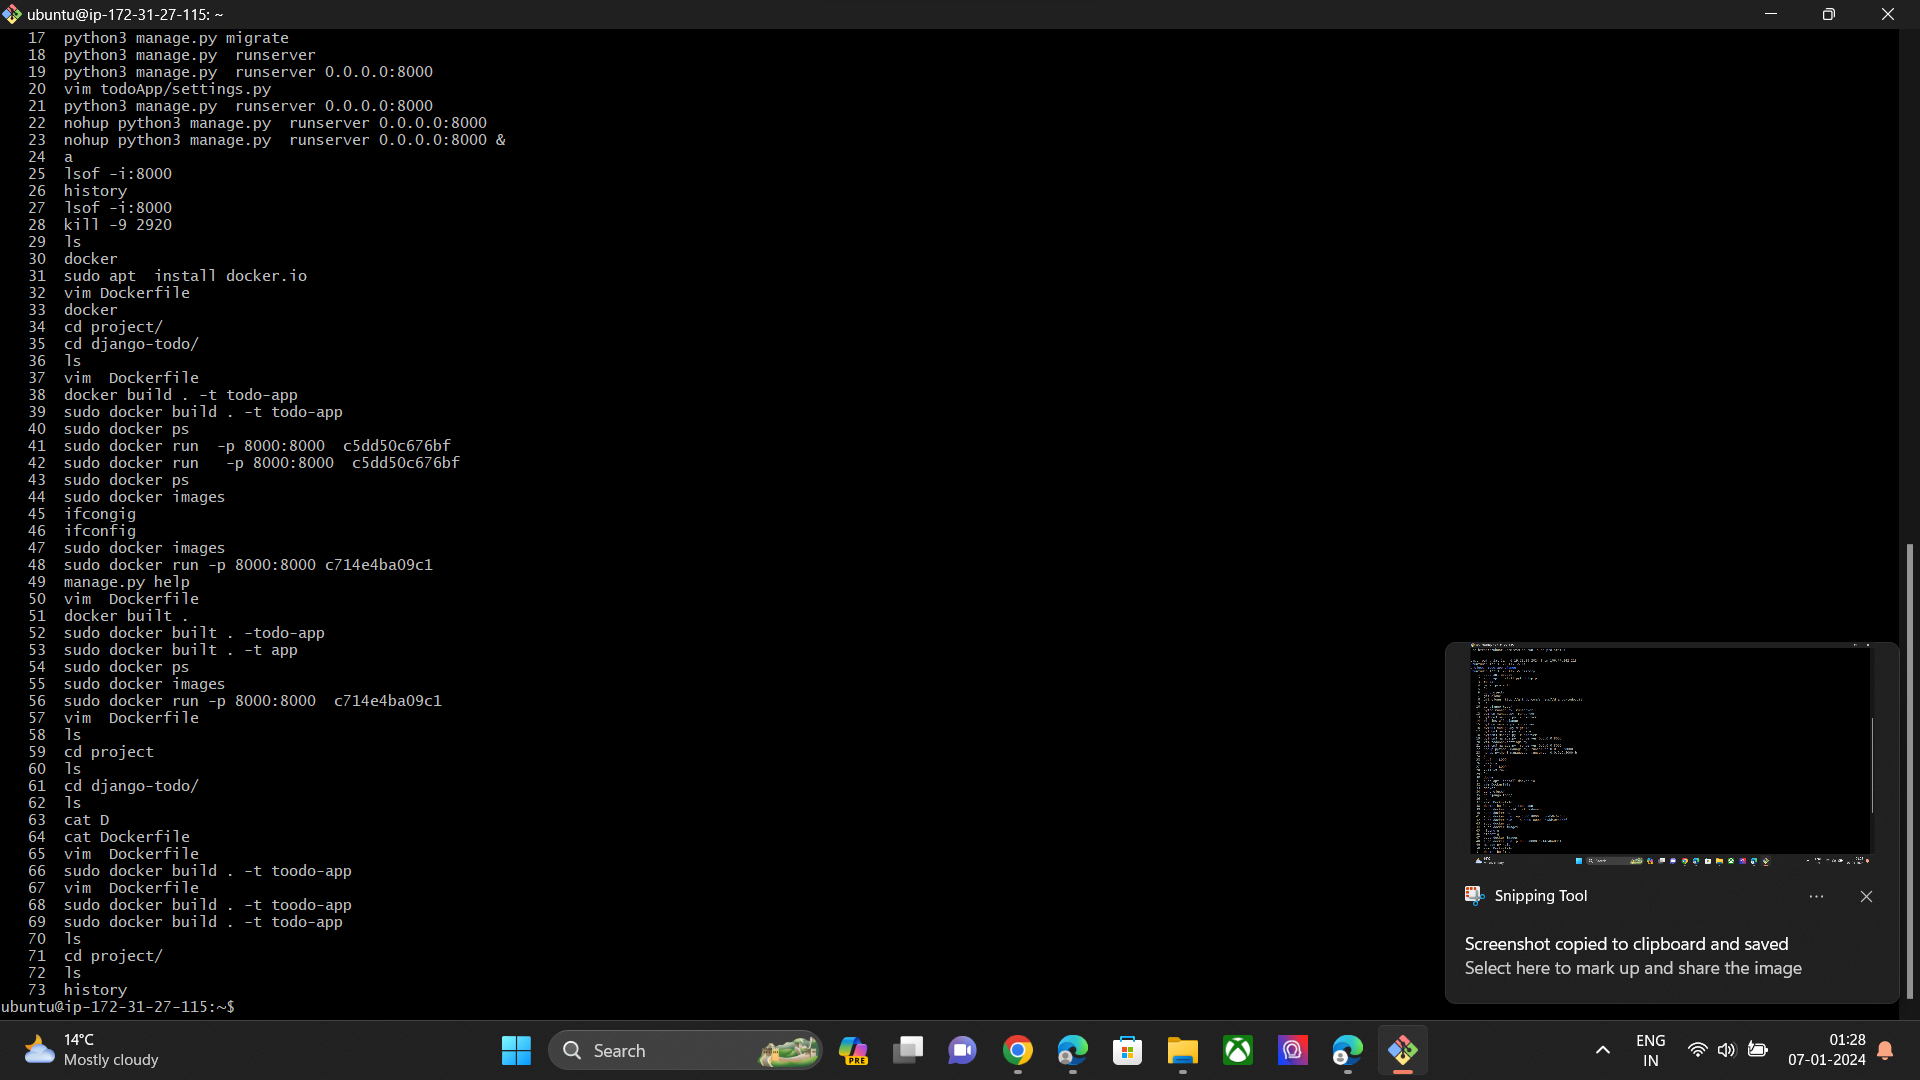 ubuntu@ip-172-31-27-115: ~
17 python3 manage.py migrate
18 python3 manage.py  runserver
19 python3 manage.py  runserver 0.0.0.0:8000
20 vim todoApp/settings.py
21 python3 manage.py  runserver 0.0.0.0:8000
22 nohup python3 manage.py  runserver 0.0.0.0:8000
23 nohup python3 manage.py  runserver 0.0.0.0:8000 &
24 a
25 lsof -i:8000
26 history
27 lsof -i:8000
28 kill -9 2920
29 ls
30 docker
31 sudo apt  install docker.io
32 vim Dockerfile
33 docker
34 cd project/
35 cd django-todo/
36 ls
37 vim  Dockerfile
38 docker build . -t todo-app
39 sudo docker build . -t todo-app
40 sudo docker ps
41 sudo docker run  -p 8000:8000  c5dd50c676bf
42 sudo docker run   -p 8000:8000  c5dd50c676bf
43 sudo docker ps
44 sudo docker images
45 ifcongig
46 ifconfig
47 sudo docker images
48 sudo docker run -p 8000:8000 c714e4ba09c1
49 manage.py help
50 vim  Dockerfile
51 docker built .
52 sudo docker built . -todo-app
53 sudo docker built . -t app
54 sudo docker ps
55 sudo docker images
56 sudo docker run -p 8000:8000  c714e4ba09c1
57 vim  Dockerfile
58 ls
59 cd project
60 ls
61 cd django-todo/
62 ls
63 cat D
64 cat Dockerfile
65 vim  Dockerfile
66 sudo docker build . -t toodo-app
67 vim  Dockerfile
68 sudo docker build . -t toodo-app
69 sudo docker build . -t todo-app
70 ls
71 cd project/
72 ls
73 history
ubuntu@ip-172-31-27-115:~$
Snipping Tool
Screenshot copied to clipboard and saved
Select here to mark up and share the image
14°C
Mostly cloudy
Search
PRE
ENG
IN
01:28
07-01-2024